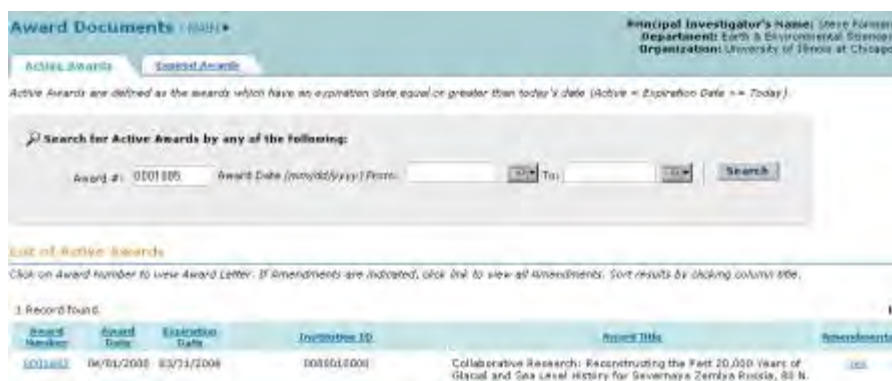 Award Documents - MAIN
Principal Investigator's Name: Steve Forman
Department: Earth & Environmental Sciences
Organization: University of Illinois at Chicago
Active Awards
Expired Awards
Active Awards are defined as the awards which have an expiration date equal or greater than today's date (Active = Expiration Date >= Today).
Search for Active Awards by any of the following:
Award #: Award Date (mm/dd/yyyy) From: To: Search
List of Active Awards
Click on Award Number to view Award Letter. If Amendments are indicated, click link to view all Amendments. Sort results by clicking column title.
1 Record found.
Award Number Award Date Expiration Date Institution ID Award Title Amendments
03/31/2006 Collaborative Research: Reconstructing the Past 20,000 Years of
Glacial and Sea Level History for Severnaya Zemlya Russia, 80 N.
yes